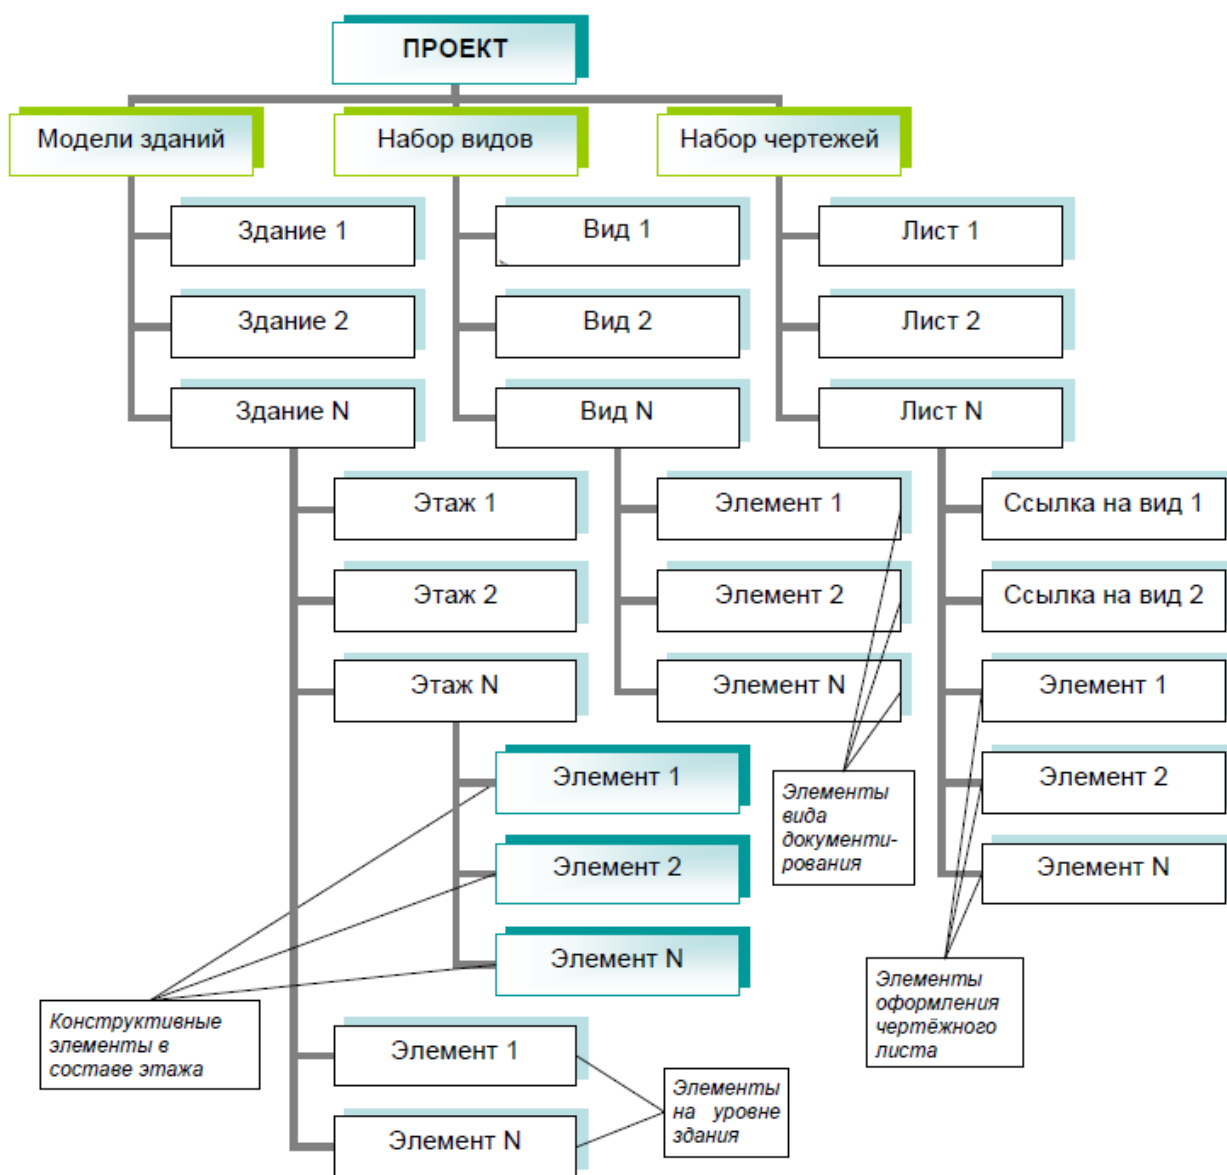 ПРОЕКТ
Модели зданий
Набор видов
Набор чертежей
Здание 1
Вид 1
Лист 1
Здание 2
Вид 2
Лист 2
Здание N
Вид N
Лист N
Этаж 1
Элемент 1
Ссылка на вид 1
Этаж 2
Элемент 2
Ссылка на вид 2
Этаж N
Элемент N
Элемент 1
Элемент 1
Элемент 2
Элементы
вида
документи-
рования
Элемент 2
Элемент N
Элемент N
Элементы
оформления
чертёжного
листа
Конструктивные
элементы в
составе этажа
Элемент 1
Элементы
на уровне
здания
Элемент N